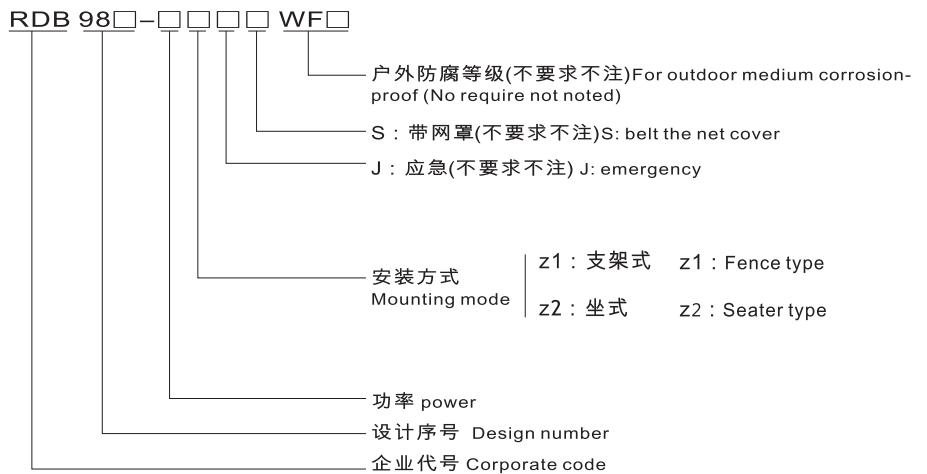 RDB 98□-□□□□ WF□
户外防腐等级(不要求不注)For outdoor medium corrosion-
proof (No require not noted)
S：带网罩(不要求不注)S: belt the net cover
J：应急(不要求不注) J: emergency
安装方式
Mounting mode
z1：支架式 z1：Fence type
z2：坐式 z2：Seater type
功率 power
设计序号 Design number
企业代号 Corporate code